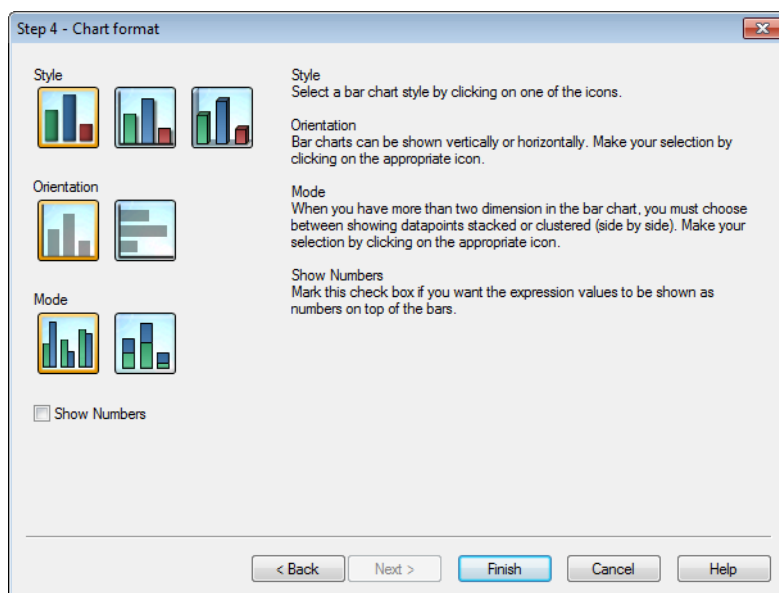 Step 4 - Chart format
Style
Orientation
Mode
Show Numbers
Style
Select a bar chart style by clicking on one of the icons.
Orientation
Bar charts can be shown vertically or horizontally. Make your selection by
clicking on the appropriate icon.
Mode
When you have more than two dimension in the bar chart, you must choose
between showing datapoints stacked or clustered (side by side). Make your
selection by clicking on the appropriate icon.
Show Numbers
Mark this check box if you want the expression values to be shown as
numbers on top of the bars.
< Back
Next >
Finish
Cancel
Help